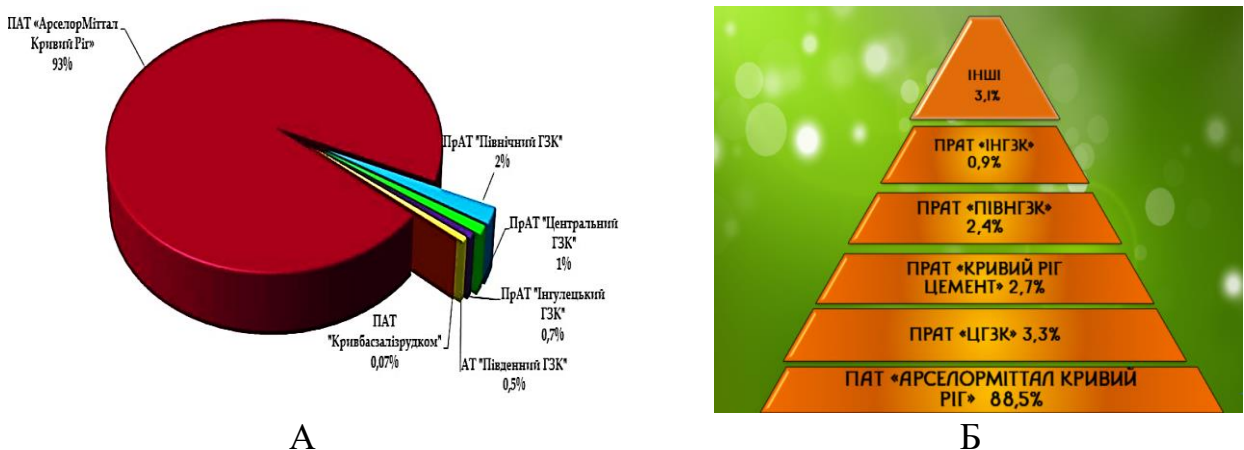 ПАТ «АрселорМіттал
Кривий Ріг»
93%
ПрАТ "Північний ГЗК"
2%
ПрАТ "Центральний
ГЗК"
1%
ПрАТ "Інгулецький
ГЗК"
0,7%
АТ "Південний ГЗК"
0,5%
ПАТ
"Кривбасзалізрудком"
0,07%
А
ІНШІ
3,1%
ПРАТ «ІНГЗК»
0,9%
ПРАТ «ПІВНГЗК»
2,4%
ПРАТ «КРИВИЙ РІГ
ЦЕМЕНТ» 2,7%
ПРАТ «ЦГЗК» 3,3%
ПАТ «АРСЕЛОРМІТТАЛ КРИВИЙ
РІГ» 88,5%
Б